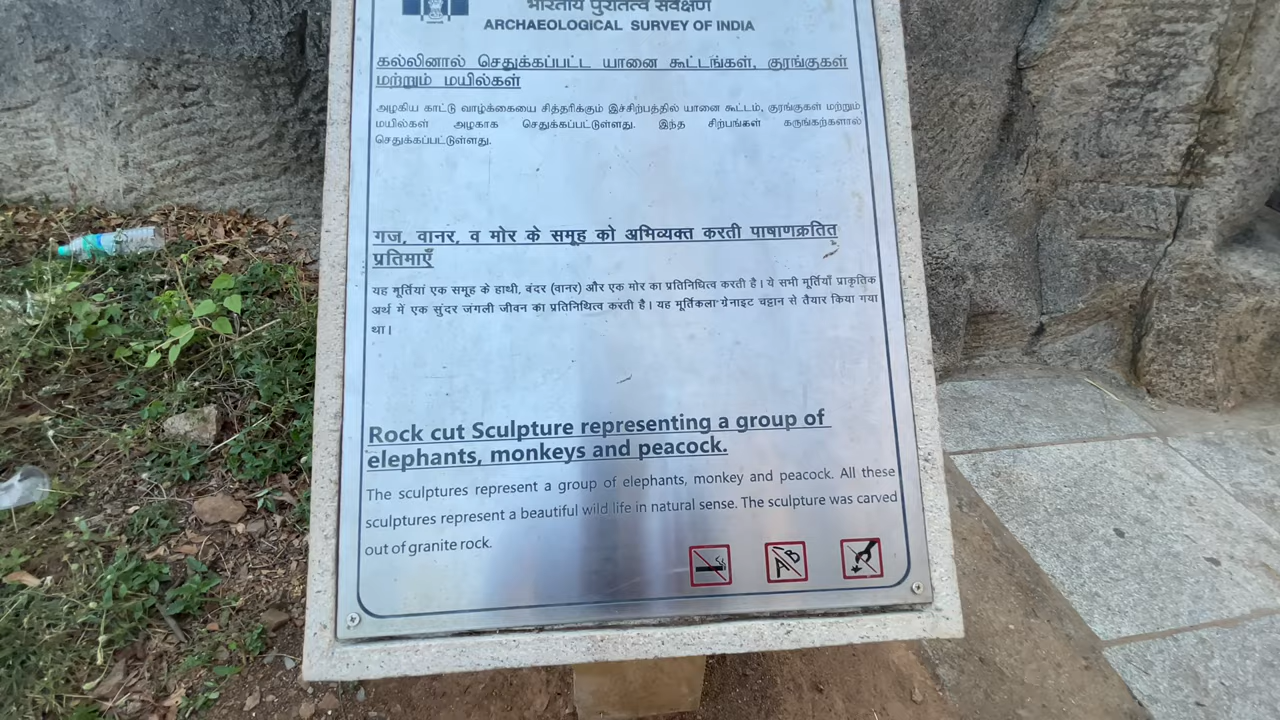 भारतीय पुरातत्व सर्वेक्षण
ARCHAEOLOGICAL SURVEY OF INDIA
கல்லினால் செதுக்கப்பட்ட யானை கூட்டங்கள், குரங்குகள்
மற்றும் மயில்கள்
அழகிய காட்டு வாழ்க்கையை சித்தரிக்கும் இச்சிற்பத்தில் யானை கூட்டம், குரங்குகள் மற்றும்
மயில்கள் அழகாக செதுக்கப்பட்டுள்ளது. இந்த சிற்பங்கள் கருங்கற்களால்
செதுக்கப்பட்டுள்ளது.
गज, वानर, व मोर के समूह को अभिव्यक्त करती पाषाणक्रतित
प्रतिमाएँ
यह मूर्तियां एक समूह के हाथी, बंदर (वानर) और एक मोर का प्रतिनिधित्व करती है। ये सभी मूर्तियाँ प्राकृतिक
अर्थ में एक सुंदर जंगली जीवन का प्रतिनिधित्व करती है। यह मूर्तिकला ग्रेनाइट चट्टान से तैयार किया गया
था।
Rock cut Sculpture representing a group of
elephants, monkeys and peacock.
The sculptures represent a group of elephants, monkey and peacock. All these
sculptures represent a beautiful wild life in natural sense. The sculpture was carved
out of granite rock.
AB